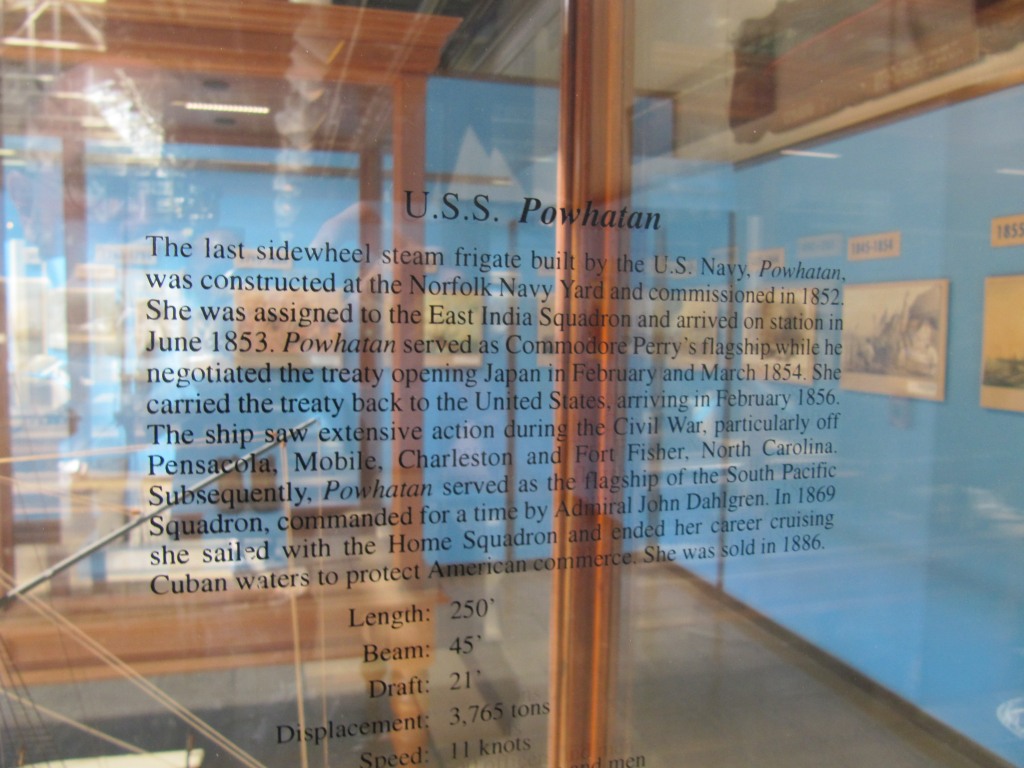 U.S.S. Powhatan
The last sidewheel steam frigate built by the U.S. Navy, Powhatan,
was constructed at the Norfolk Navy Yard and commissioned in 1852.
She was assigned to the East India Squadron and arrived on station in
June 1853. Powhatan served as Commodore Perry's flagship while he
negotiated the treaty opening Japan in February and March 1854. She
carried the treaty back to the United States, arriving in February 1856.
The ship saw extensive action during the Civil War, particularly off
Pensacola, Mobile, Charleston and Fort Fisher, North Carolina.
Subsequently, Powhatan served as the flagship of the South Pacific
Squadron, commanded for a time by Admiral John Dahlgren. In 1869
she sailed with the Home Squadron and ended her career cruising
Cuban waters to protect American commerce. She was sold in 1886.
Length: 250'
Beam: 45'
Draft: 21'
Displacement: 3,765 tons
Speed: 11 knots
and men
1845-1854
1855